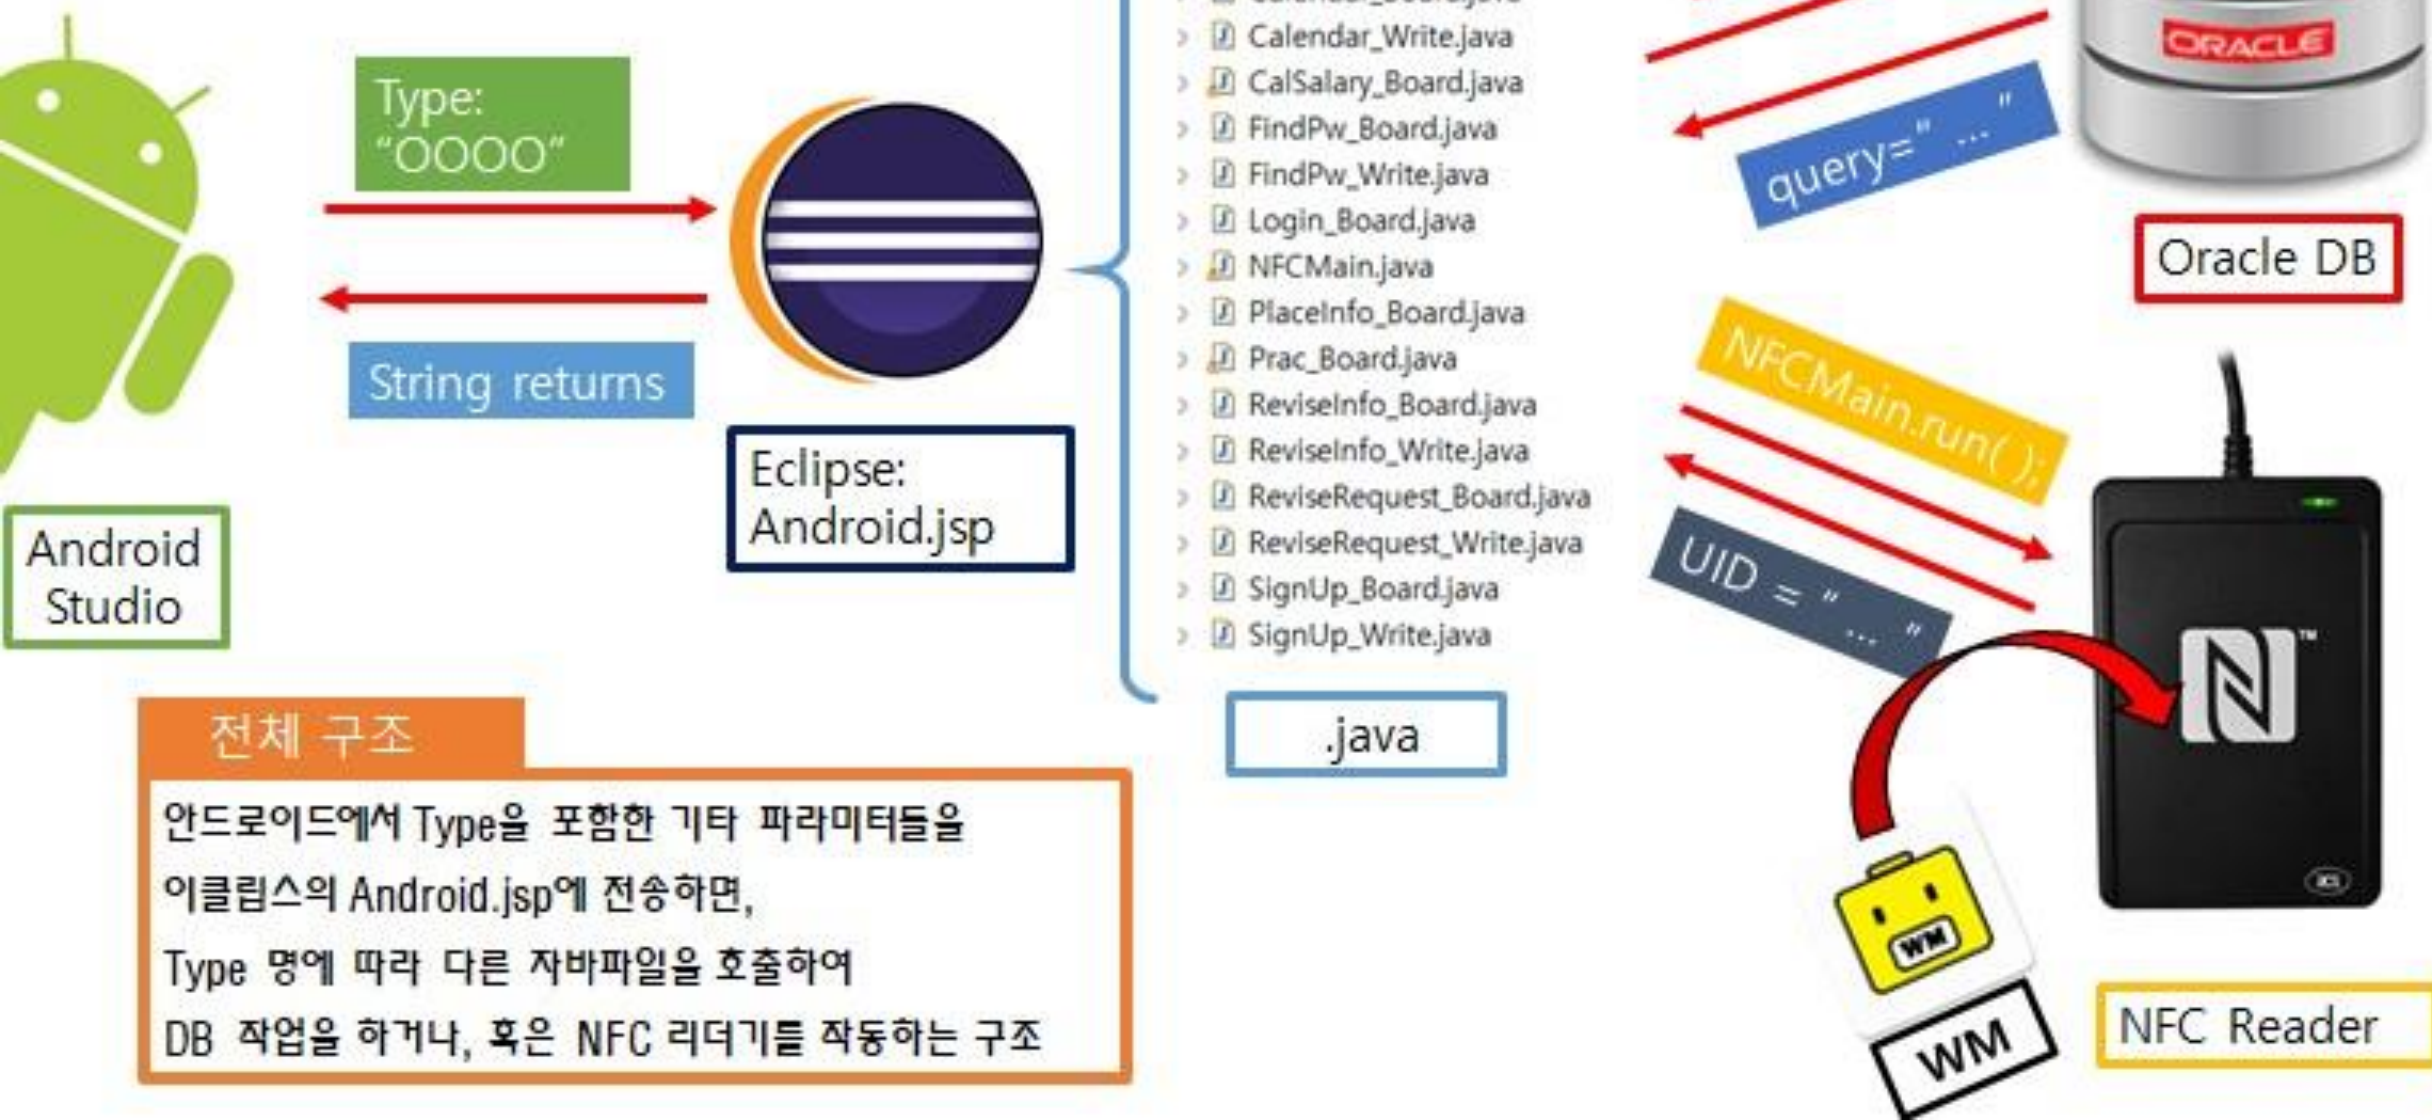 Calendar_Write.java
CalSalary_Board.java
FindPw_Board.java
FindPw_Write.java
Login_Board.java
NFCMain.java
PlaceInfo_Board.java
Prac_Board.java
ReviseInfo_Board.java
ReviseInfo_Write.java
ReviseRequest_Board.java
ReviseRequest_Write.java
SignUp_Board.java
SignUp_Write.java
.java
Type:
"OOOO"
String returns
Eclipse:
Android.jsp
Android
Studio
ORACLE
query=" ... "
Oracle DB
NFCMain.run( );
UID = " ... "
TM
WM
WM
NFC Reader
전체 구조
안드로이드에서 Type을 포함한 기타 파라미터들을
이클립스의 Android.jsp에 전송하면,
Type 명에 따라 다른 자바파일을 호출하여
DB 작업을 하거나, 혹은 NFC 리더기를 작동하는 구조